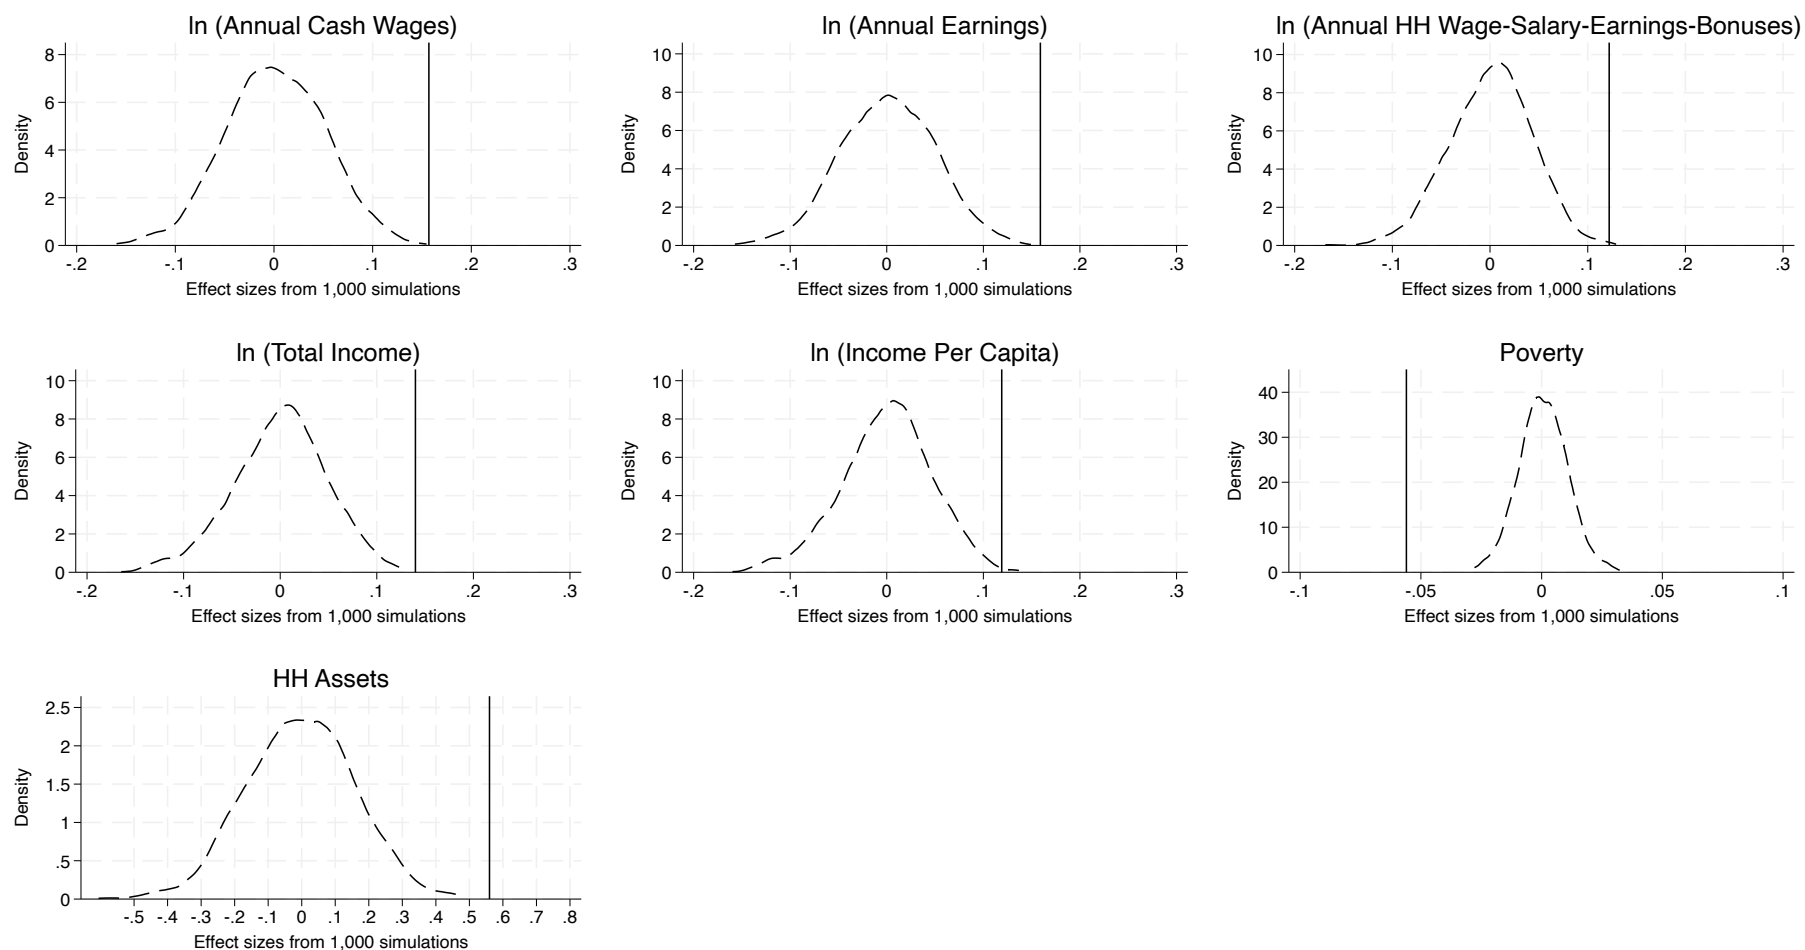 ln (Annual Cash Wages)
8
6
4
2
0
Density
-.2 -.1 0 .1 .2 .3
Effect sizes from 1,000 simulations
ln (Annual Earnings)
10
8
6
4
2
0
Density
-.2 -.1 0 .1 .2 .3
Effect sizes from 1,000 simulations
ln (Annual HH Wage-Salary-Earnings-Bonuses)
10
8
6
4
2
0
Density
-.2 -.1 0 .1 .2 .3
Effect sizes from 1,000 simulations
ln (Total Income)
10
8
6
4
2
0
Density
-.2 -.1 0 .1 .2 .3
Effect sizes from 1,000 simulations
ln (Income Per Capita)
10
8
6
4
2
0
Density
-.2 -.1 0 .1 .2 .3
Effect sizes from 1,000 simulations
Poverty
40
30
20
10
0
Density
-.1 -.05 0 .05 .1
Effect sizes from 1,000 simulations
HH Assets
2.5
2
1.5
1
.5
0
Density
-.5 -.4 -.3 -.2 -.1 0 .1 .2 .3 .4 .5 .6 .7 .8
Effect sizes from 1,000 simulations